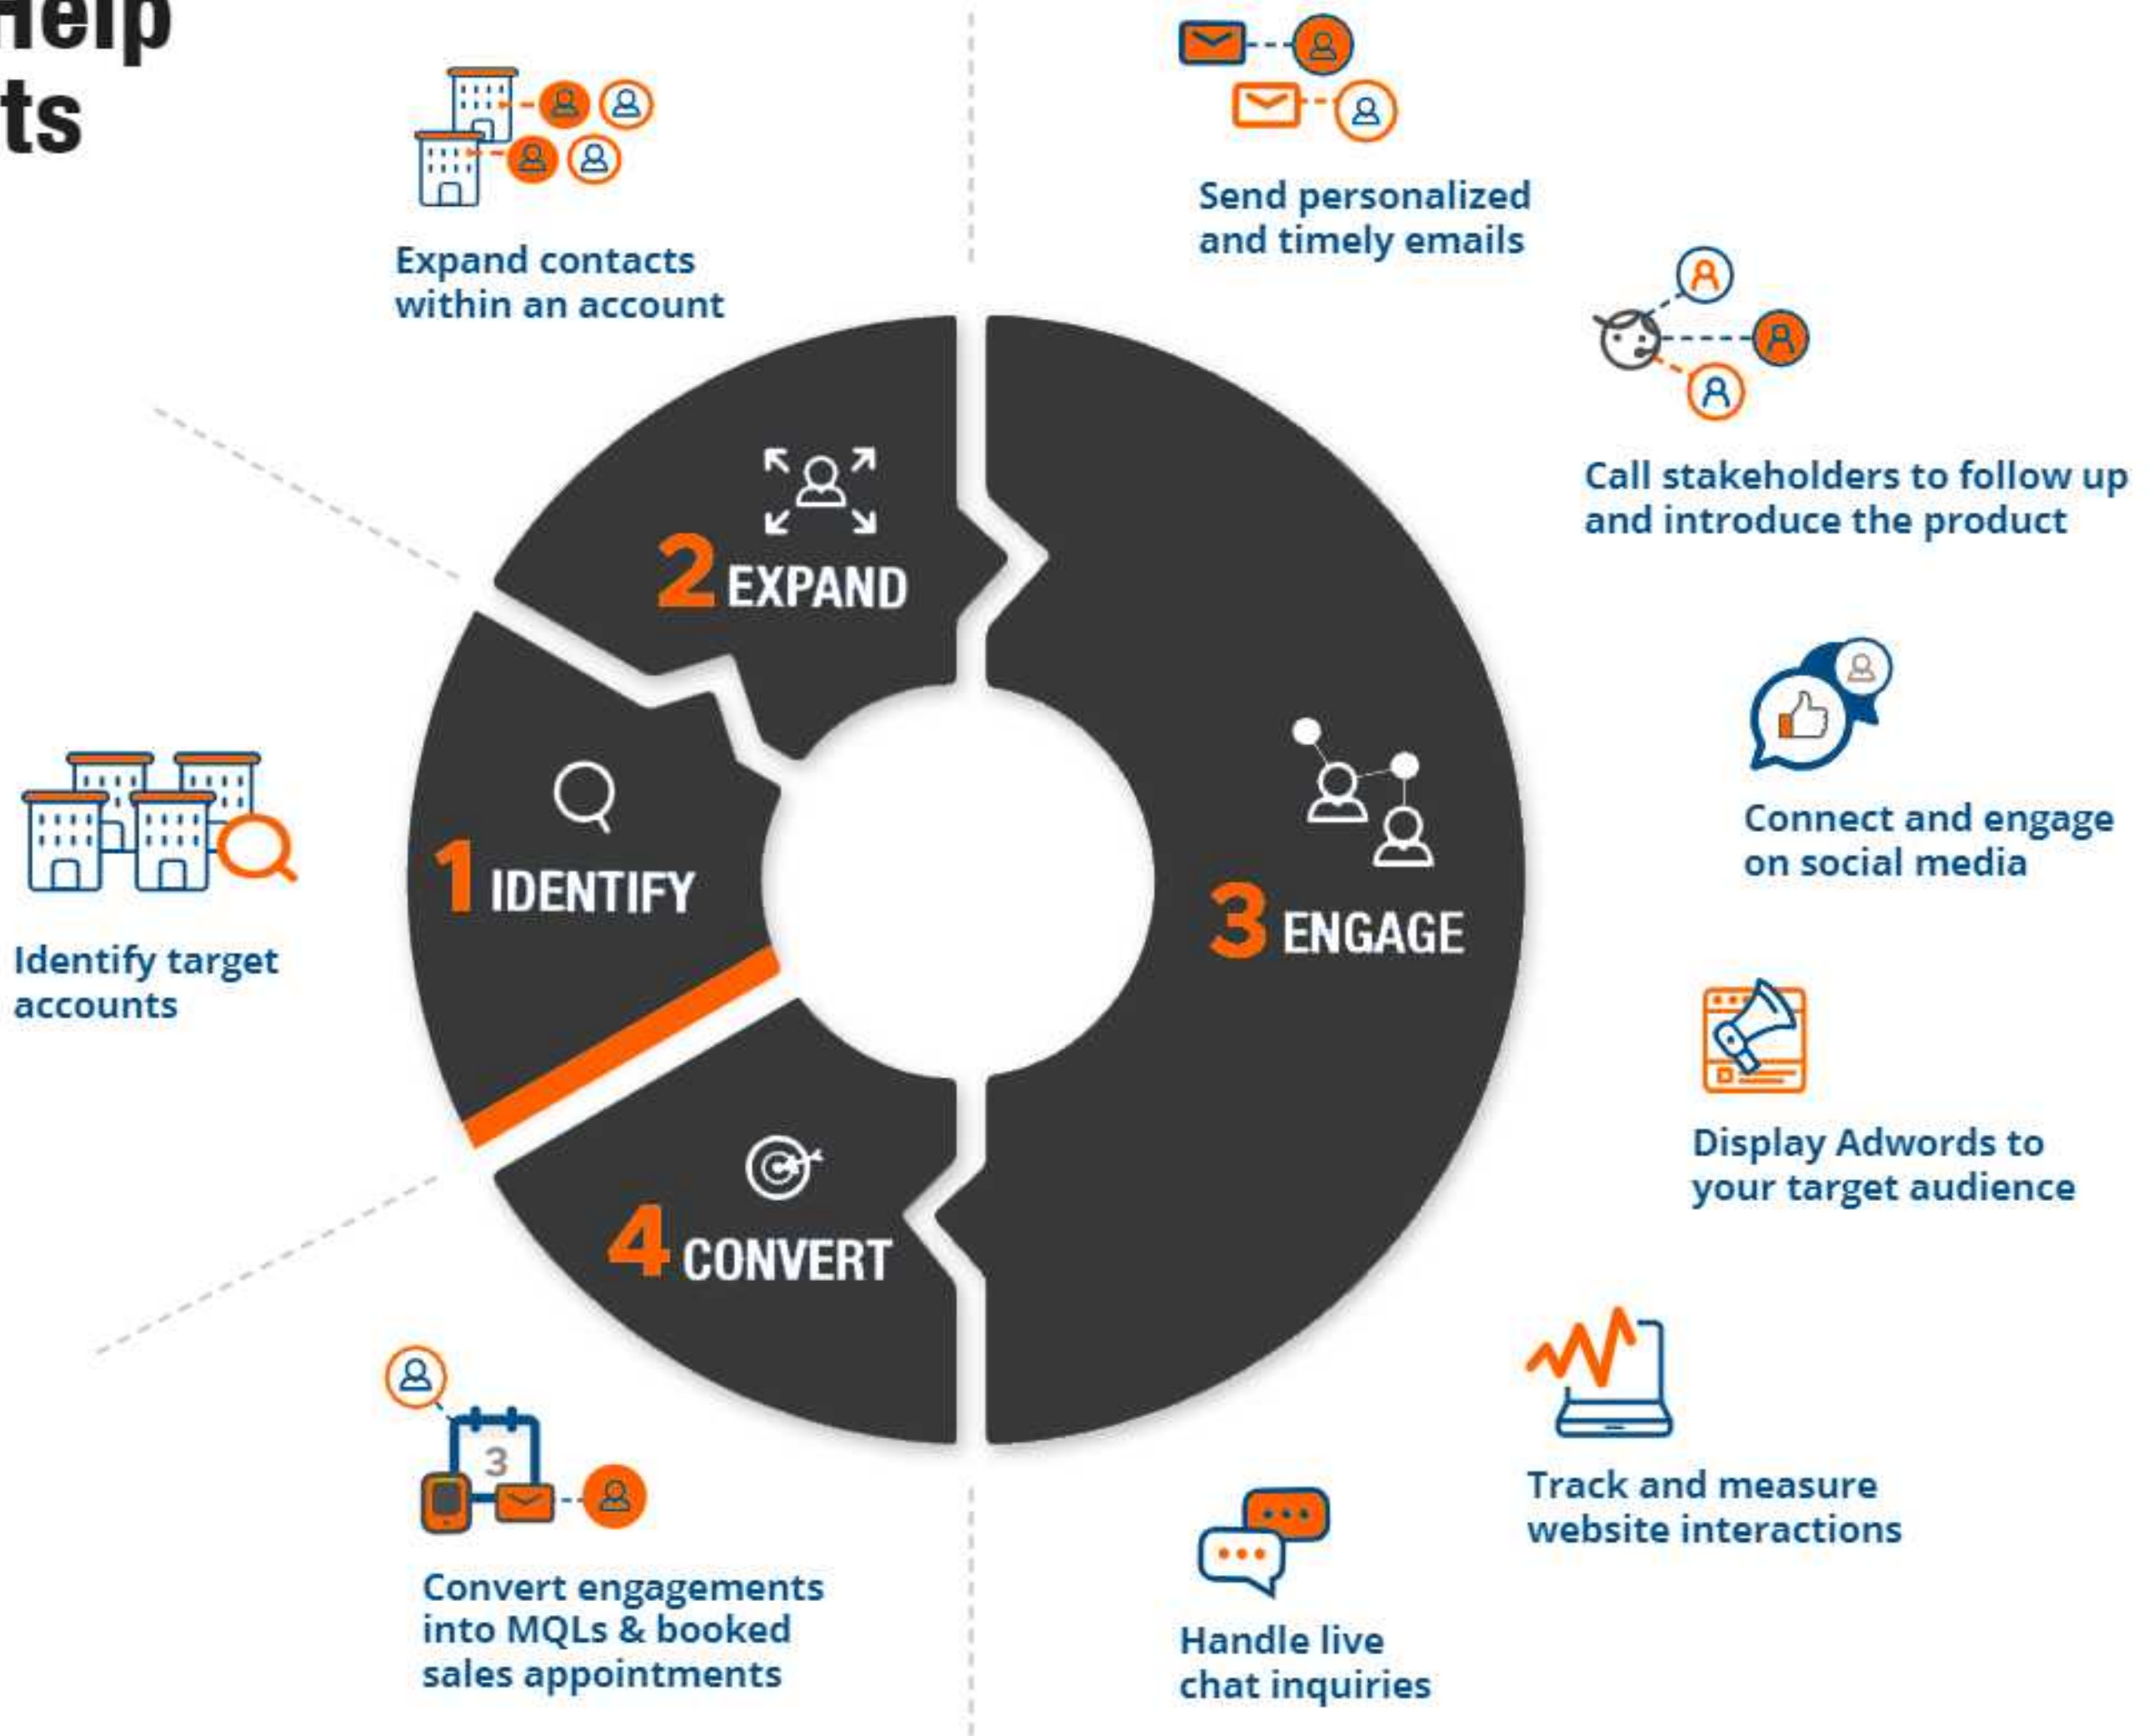 Help
ts
Expand contacts
within an account
Send personalized
and timely emails
Call stakeholders to follow up
and introduce the product
2 EXPAND
Connect and engage
on social media
1 IDENTIFY
3 ENGAGE
Identify target
accounts
Display Adwords to
your target audience
4 CONVERT
3
Track and measure
website interactions
Convert engagements
into MQLs & booked
sales appointments
Handle live
chat inquiries